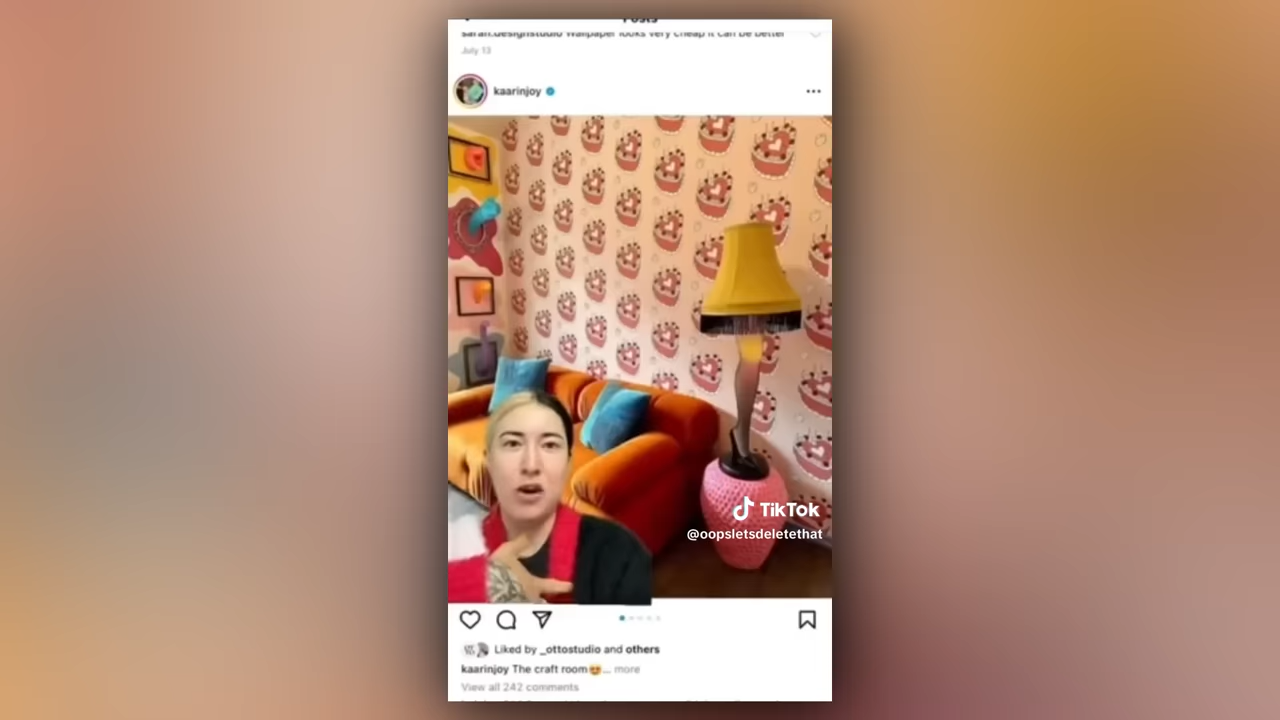 Posts
sarah.designstudio Wallpaper looks very cheap it can be better
July 13
kaarinjoy
TikTok
@oopsletsdeletethat
Liked by _ottostudio and others
kaarinjoy The craft room😍... more
View all 242 comments